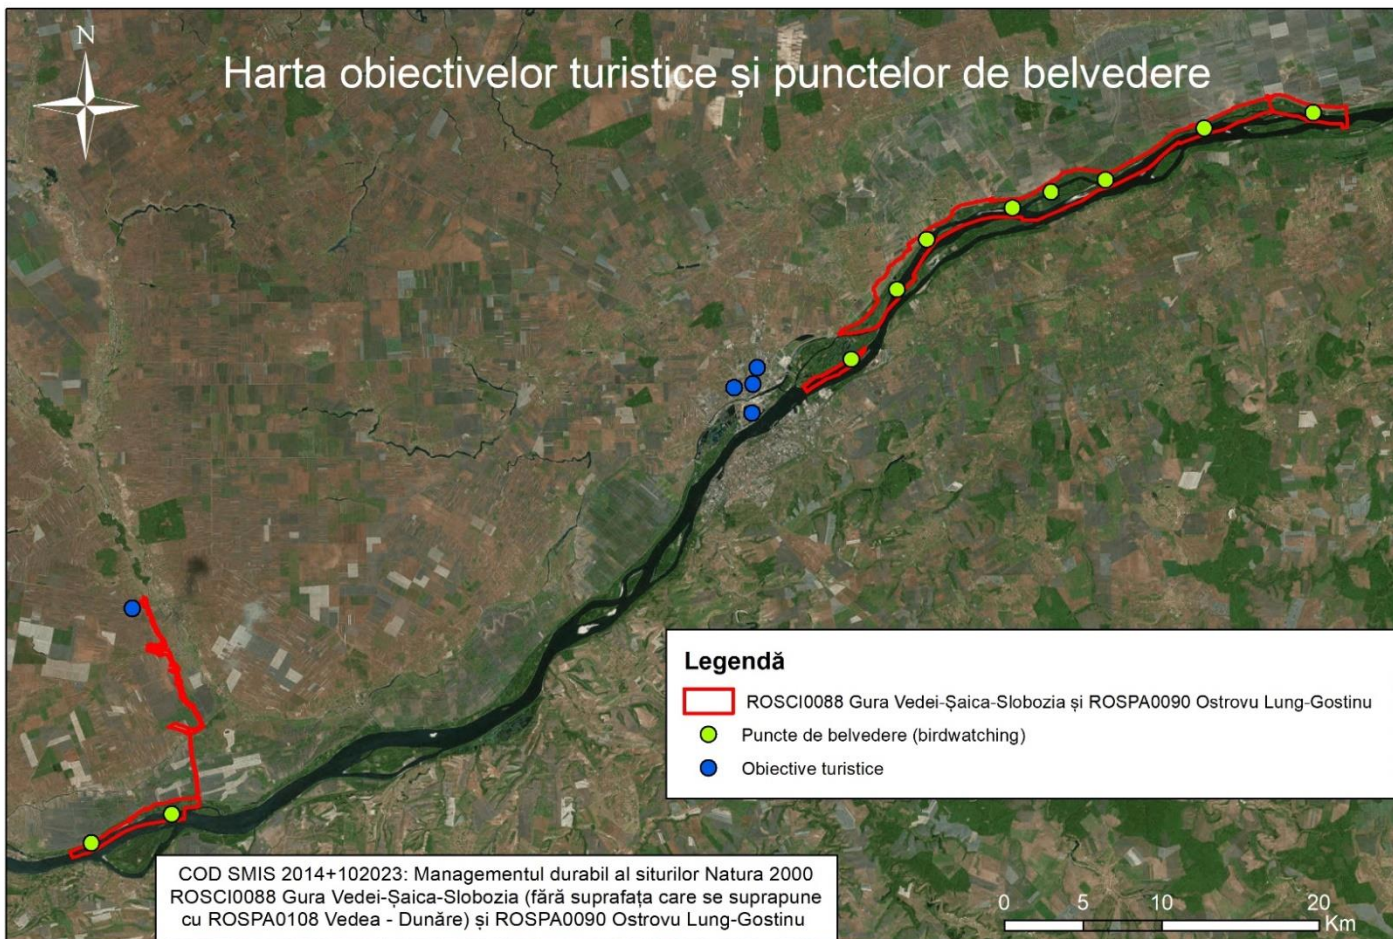 N
Harta obiectivelor turistice și punctelor de belvedere
Legendă
ROSCI0088 Gura Vedei-Șaica-Slobozia și ROSPA0090 Ostrovu Lung-Gostinu
Puncte de belvedere (birdwatching)
Obiective turistice
COD SMIS 2014+102023: Managementul durabil al siturilor Natura 2000
ROSCI0088 Gura Vedei-Șaica-Slobozia (fără suprafața care se suprapune
cu ROSPA0108 Vedea - Dunăre) și ROSPA0090 Ostrovu Lung-Gostinu
0 5 10 20
Km